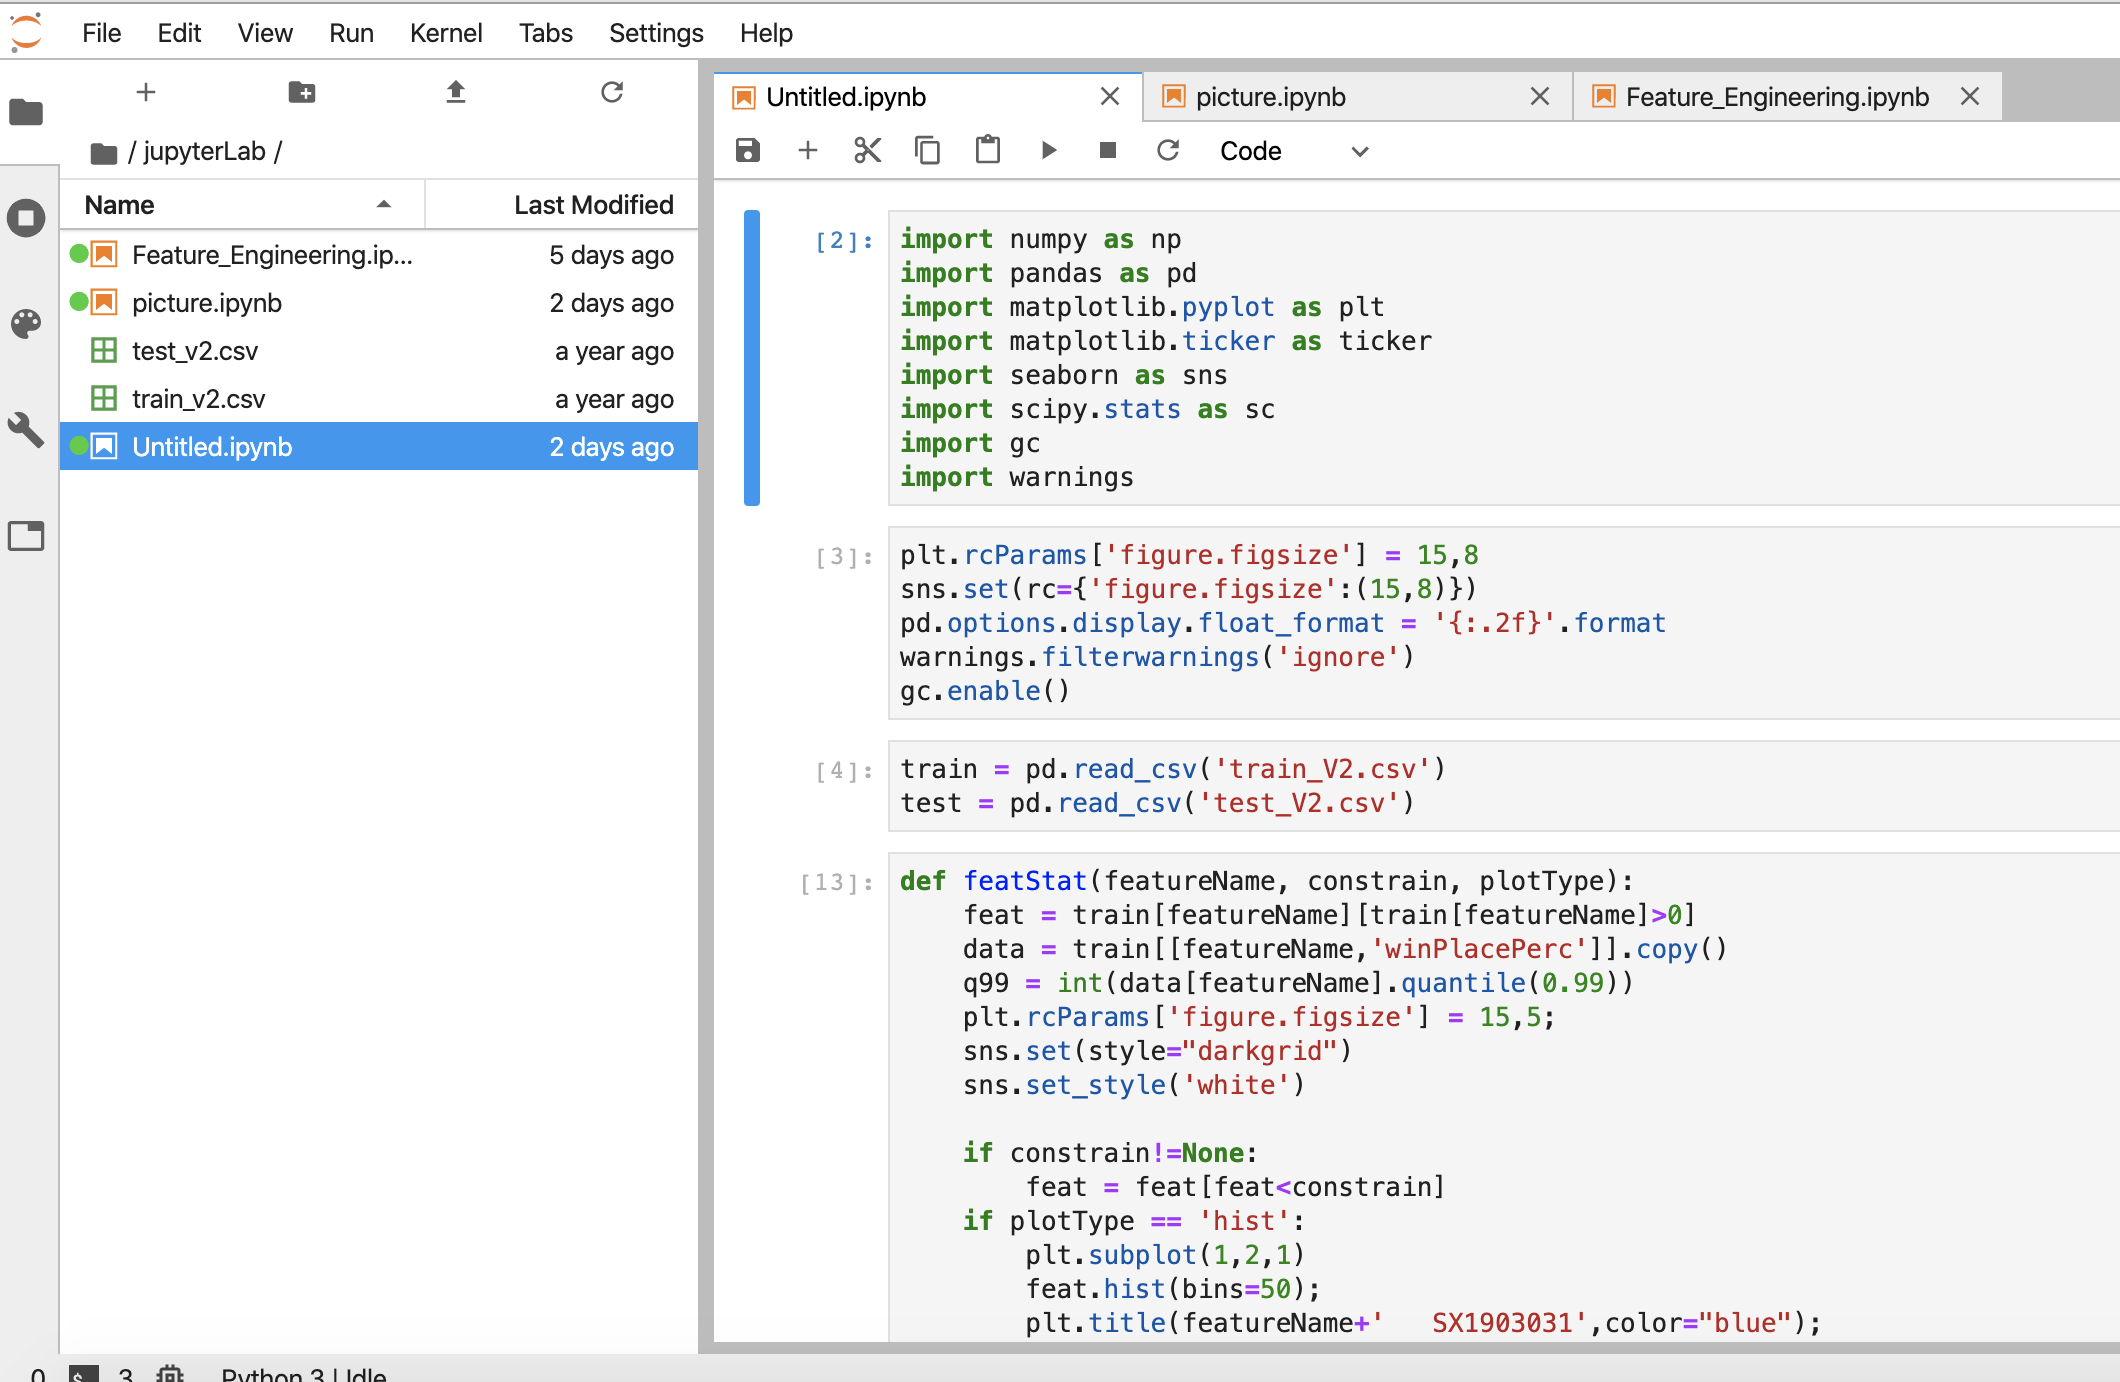 File Edit View Run Kernel Tabs Settings Help
/ jupyterLab /
Name Last Modified
Feature_Engineering.ip... 5 days ago
picture.ipynb 2 days ago
test_v2.csv a year ago
train_v2.csv a year ago
Untitled.ipynb 2 days ago
Untitled.ipynb picture.ipynb Feature_Engineering.ipynb
Code
[2]: import numpy as np
import pandas as pd
import matplotlib.pyplot as plt
import matplotlib.ticker as ticker
import seaborn as sns
import scipy.stats as sc
import gc
import warnings
[3]: plt.rcParams['figure.figsize'] = 15,8
sns.set(rc={'figure.figsize':(15,8)})
pd.options.display.float_format = '{:.2f}'.format
warnings.filterwarnings('ignore')
gc.enable()
[4]: train = pd.read_csv('train_V2.csv')
test = pd.read_csv('test_V2.csv')
[13]: def featStat(featureName, constrain, plotType):
    feat = train[featureName][train[featureName]>0]
    data = train[[featureName,'winPlacePerc']].copy()
    q99 = int(data[featureName].quantile(0.99))
    plt.rcParams['figure.figsize'] = 15,5;
    sns.set(style="darkgrid")
    sns.set_style('white')
    if constrain!=None:
        feat = feat[feat<constrain]
    if plotType == 'hist':
        plt.subplot(1,2,1)
        feat.hist(bins=50);
        plt.title(featureName+'   SX1903031',color="blue");
0 $_ 3 Python 3 | Idle